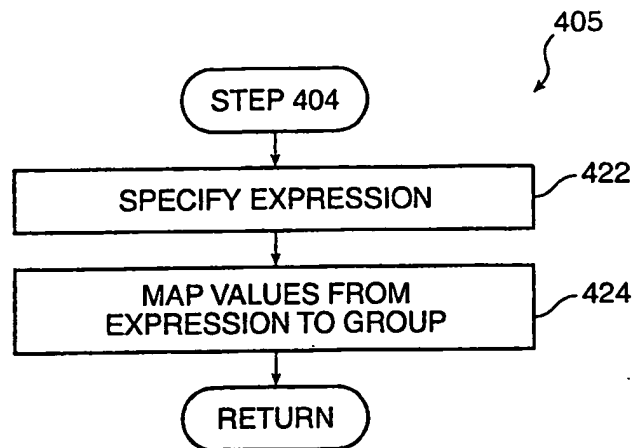 405
STEP 404
SPECIFY EXPRESSION
422
MAP VALUES FROM
EXPRESSION TO GROUP
424
RETURN